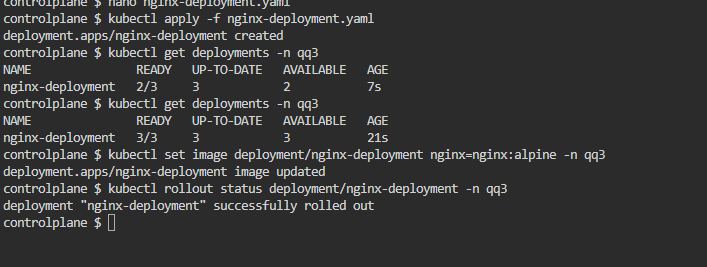 controlplane $ nano nginx-deployment.yaml
controlplane $ kubectl apply -f nginx-deployment.yaml
deployment.apps/nginx-deployment created
controlplane $ kubectl get deployments -n qq3
NAME               READY   UP-TO-DATE   AVAILABLE   AGE
nginx-deployment   2/3     3            2           7s
controlplane $ kubectl get deployments -n qq3
NAME               READY   UP-TO-DATE   AVAILABLE   AGE
nginx-deployment   3/3     3            3           21s
controlplane $ kubectl set image deployment/nginx-deployment nginx=nginx:alpine -n qq3
deployment.apps/nginx-deployment image updated
controlplane $ kubectl rollout status deployment/nginx-deployment -n qq3
deployment "nginx-deployment" successfully rolled out
controlplane $